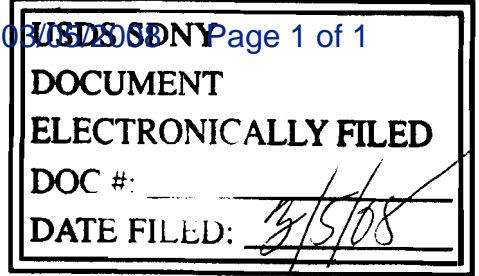 03/05/2008 Page 1 of 1
USDS SDNY
DOCUMENT
ELECTRONICALLY FILED
DOC #:
DATE FILED: 3/5/08